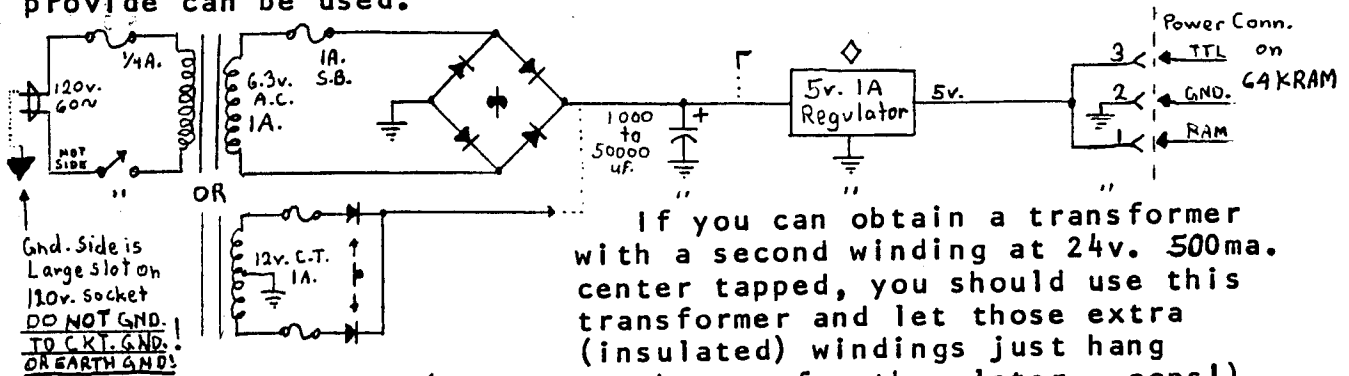 provide can be used.
1/4A.
120v.
60~
HOT
SIDE
6.3v.
A.C.
1A.
1A.
S.B.
1000
to
50000
uf.
+
5v. 1A
Regulator
5v.
3
2
1
Power Conn.
on
64KRAM
TTL
GND.
RAM
"
OR
"
"
"
12v. C.T.
1A.
Gnd. Side is
Large Slot on
120v. Socket
DO NOT GND.
TO CKT. GND.!
OR EARTH GND!
If you can obtain a transformer
with a second winding at 24v. 500ma.
center tapped, you should use this
transformer and let those extra
(insulated) windings just hang